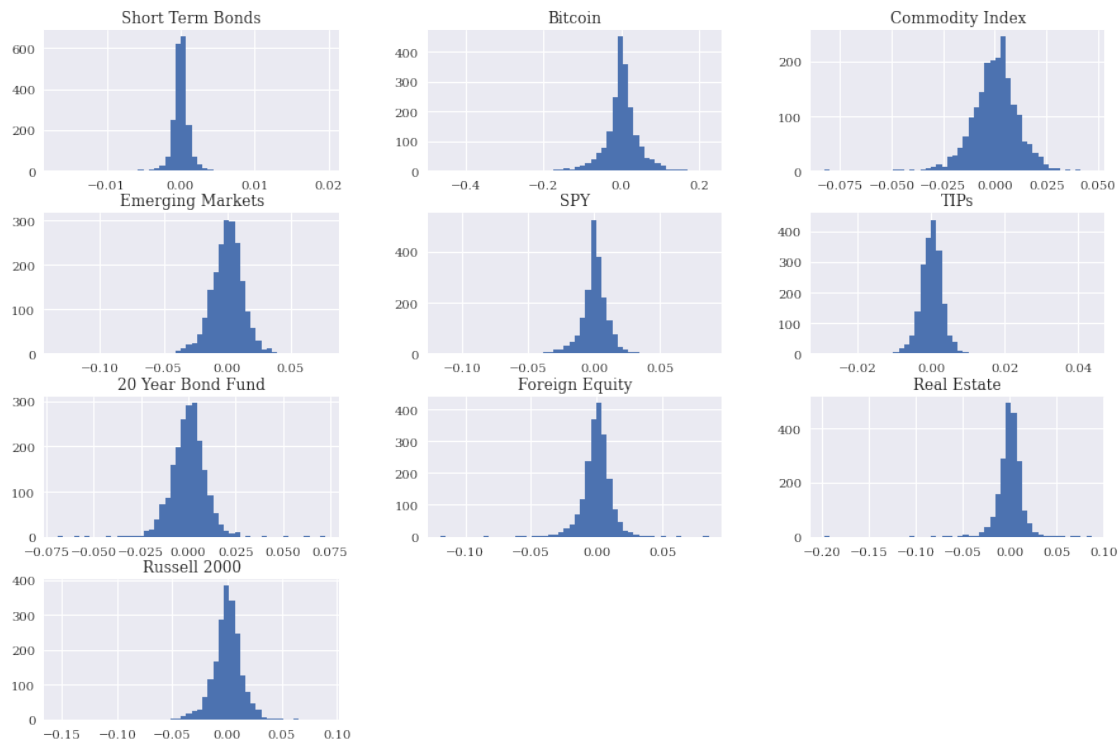 Short Term Bonds
600
400
200
0
−0.01 0.00 0.01 0.02
Bitcoin
400
300
200
100
0
−0.4 −0.2 0.0 0.2
Commodity Index
200
100
0
−0.075 −0.050 −0.025 0.000 0.025 0.050
Emerging Markets
300
200
100
0
−0.10 −0.05 0.00 0.05
SPY
400
200
0
−0.10 −0.05 0.00 0.05
TIPs
400
300
200
100
0
−0.02 0.00 0.02 0.04
20 Year Bond Fund
300
200
100
0
−0.075 −0.050 −0.025 0.000 0.025 0.050 0.075
Foreign Equity
400
300
200
100
0
−0.10 −0.05 0.00 0.05
Real Estate
400
200
0
−0.20 −0.15 −0.10 −0.05 0.00 0.05 0.10
Russell 2000
400
300
200
100
0
−0.15 −0.10 −0.05 0.00 0.05 0.10